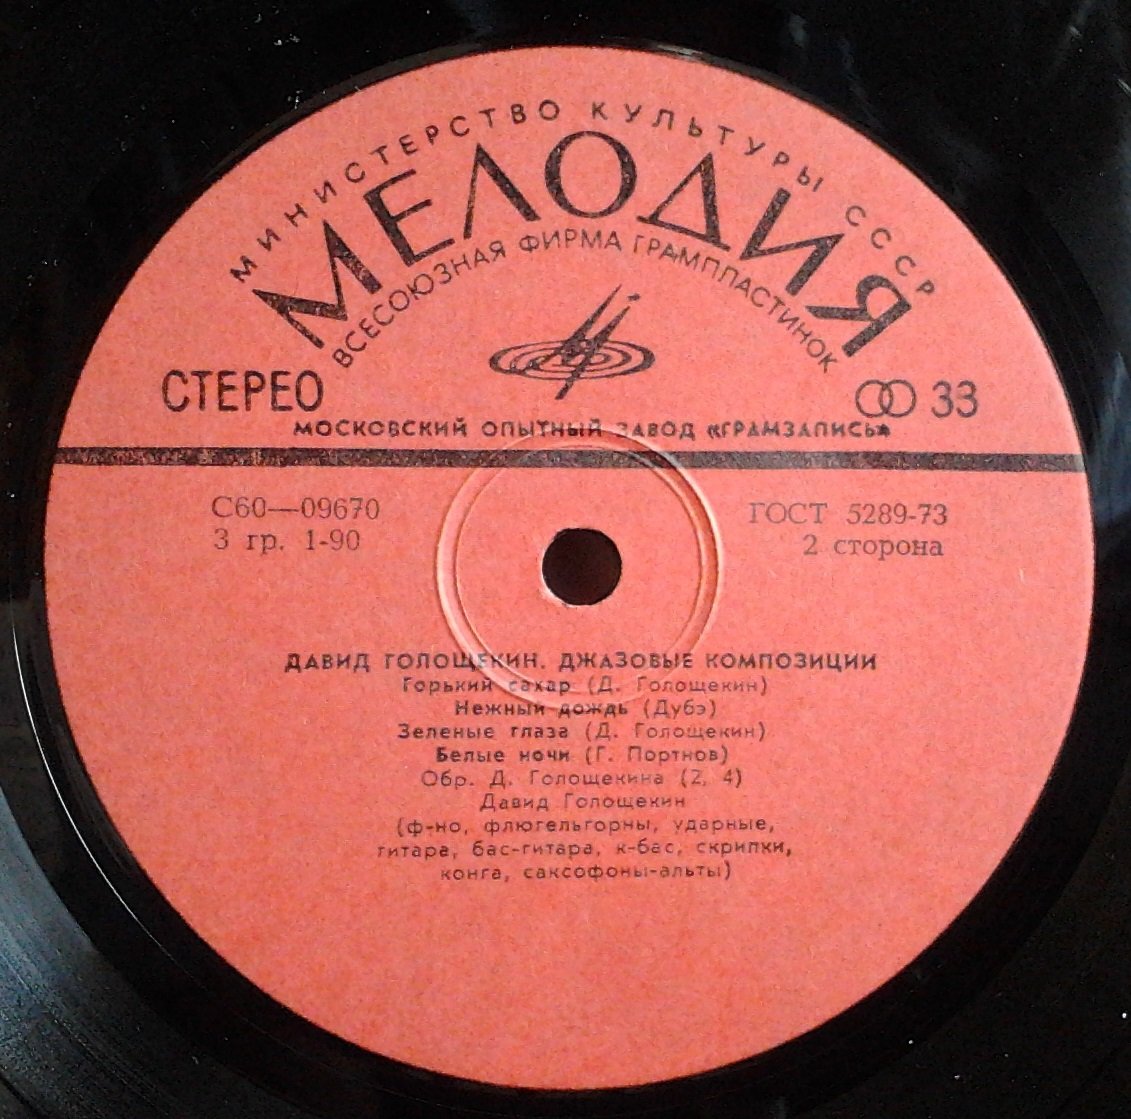 МИНИСТЕРСТВО КУЛЬТУРЫ СССР
МЕЛОДИЯ
ВСЕСОЮЗНАЯ ФИРМА ГРАМПЛАСТИНОК
СТЕРЕО
33
МОСКОВСКИЙ ОПЫТНЫЙ ЗАВОД «ГРАМЗАПИСЬ»
С60—09670
ГОСТ 5289-73
3 гр. 1-90
2 сторона
ДАВИД ГОЛОЩЕКИН. ДЖАЗОВЫЕ КОМПОЗИЦИИ
Горький сахар (Д. Голощекин)
Нежный дождь (Дубэ)
Зеленые глаза (Д. Голощекин)
Белые ночи (Г. Портнов)
Обр. Д. Голощекина (2, 4)
Давид Голощекин
(ф-но, флюгельгорны, ударные,
гитара, бас-гитара, к-бас, скрипки,
конга, саксофоны-альты)